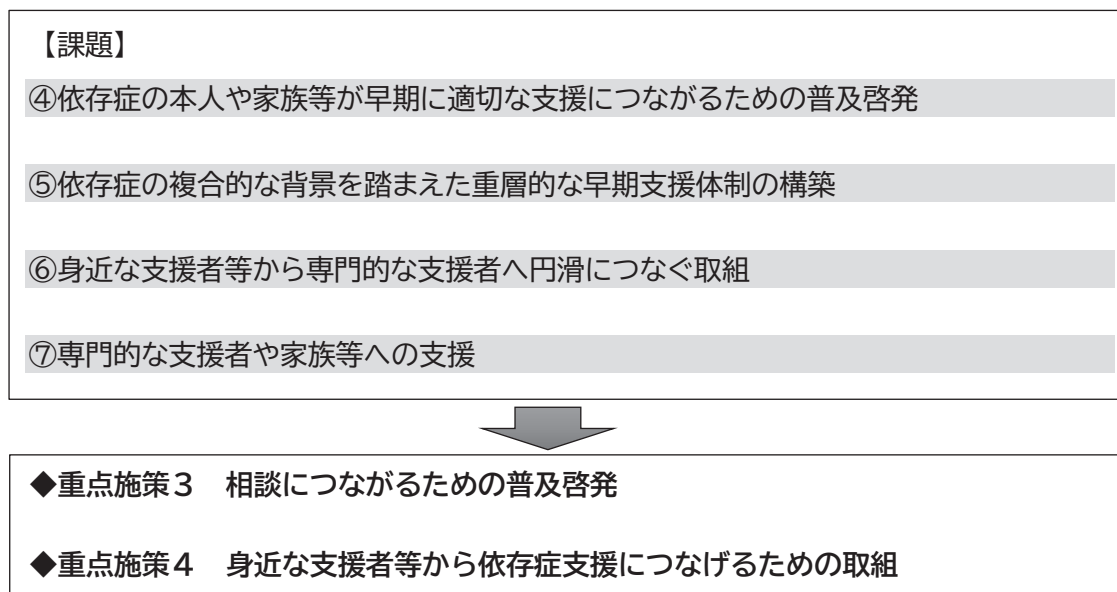 【課題】
④依存症の本人や家族等が早期に適切な支援につながるための普及啓発
⑤依存症の複合的な背景を踏まえた重層的な早期支援体制の構築
⑥身近な支援者等から専門的な支援者へ円滑につなぐ取組
⑦専門的な支援者や家族等への支援
◆重点施策３　相談につながるための普及啓発
◆重点施策４　身近な支援者等から依存症支援につなげるための取組